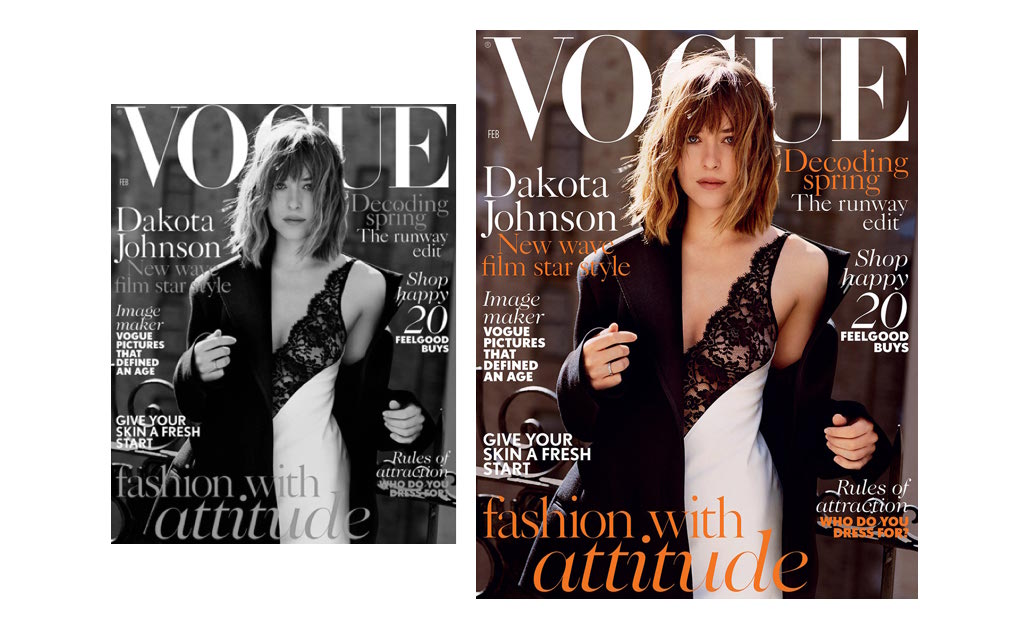 VOGUE
FEB
Dakota
Johnson
New wave
film star style
Decoding
spring
The runway
edit
Image
maker
VOGUE
PICTURES
THAT
DEFINED
AN AGE
Shop
happy
20
FEELGOOD
BUYS
GIVE YOUR
SKIN A FRESH
START
Rules of
attraction
WHO DO YOU
DRESS FOR?
fashion with
attitude
VOGUE
FEB
Dakota
Johnson
New wave
film star style
Decoding
spring
The runway
edit
Image
maker
VOGUE
PICTURES
THAT
DEFINED
AN AGE
Shop
happy
20
FEELGOOD
BUYS
GIVE YOUR
SKIN A FRESH
START
Rules of
attraction
WHO DO YOU
DRESS FOR?
fashion with
attitude